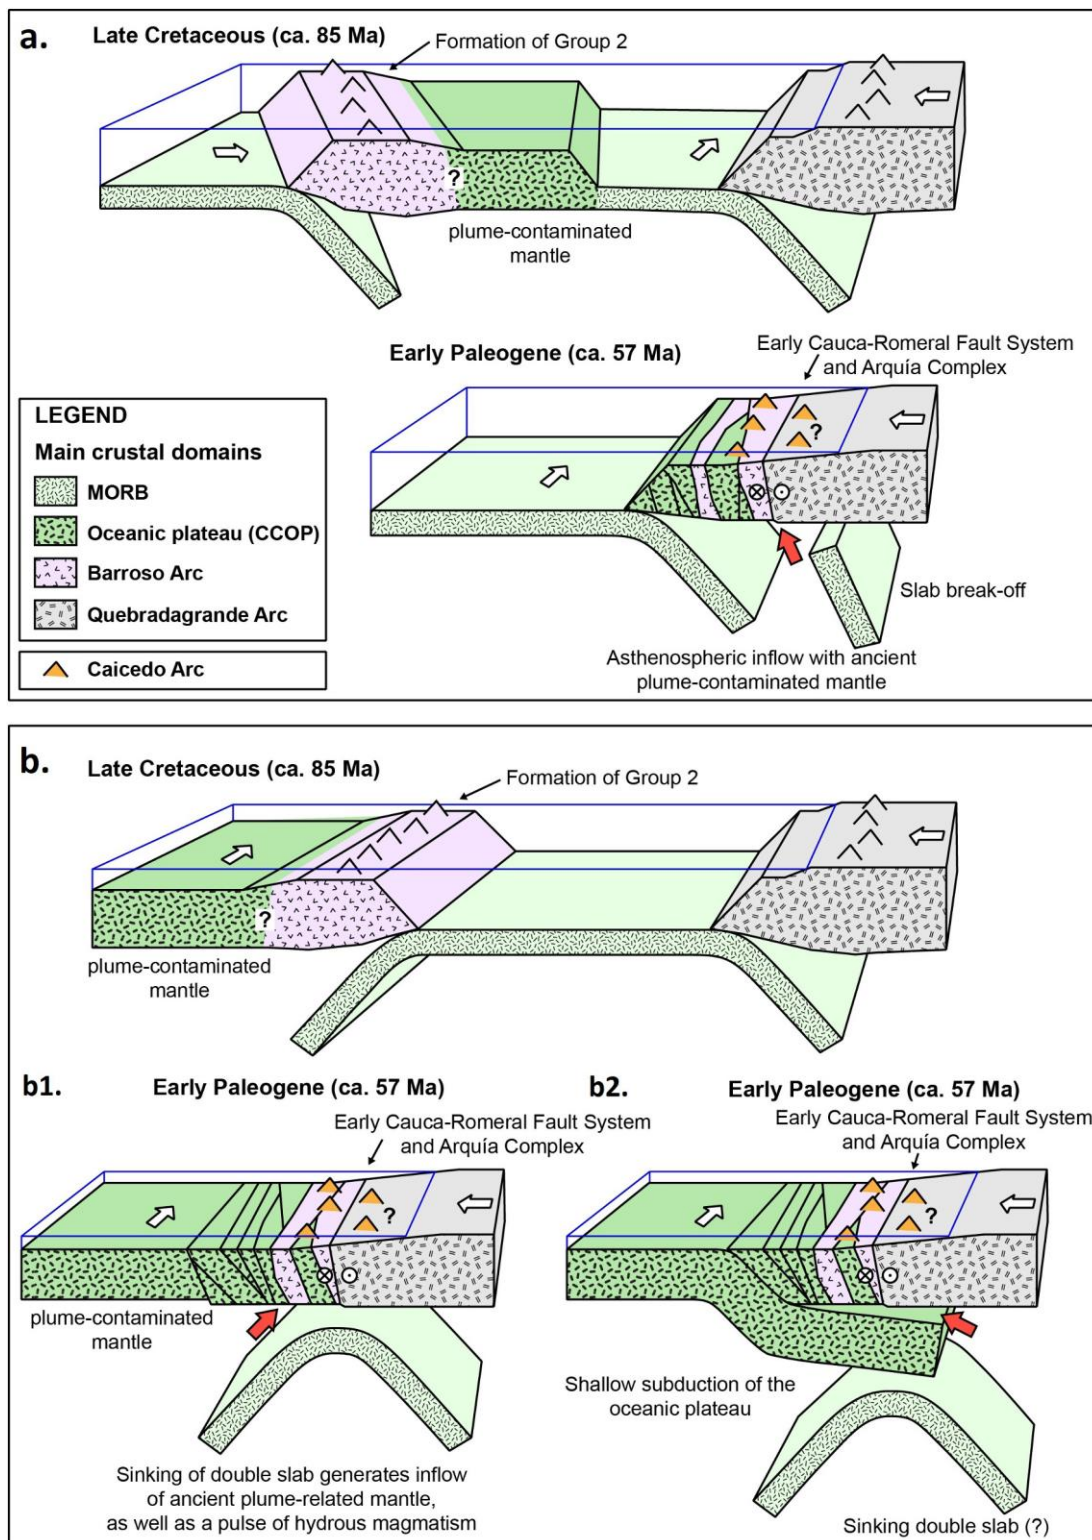 a.
Late Cretaceous (ca. 85 Ma)
Formation of Group 2
?
plume-contaminated
mantle
Early Paleogene (ca. 57 Ma)
Early Cauca-Romeral Fault System
and Arquía Complex
?
Slab break-off
Asthenospheric inflow with ancient
plume-contaminated mantle
LEGEND
Main crustal domains
MORB
Oceanic plateau (CCOP)
Barroso Arc
Quebradagrande Arc
Caicedo Arc
b.
Late Cretaceous (ca. 85 Ma)
Formation of Group 2
?
plume-contaminated
mantle
b1.
Early Paleogene (ca. 57 Ma)
Early Cauca-Romeral Fault System
and Arquía Complex
?
plume-contaminated
mantle
Sinking of double slab generates inflow
of ancient plume-related mantle,
as well as a pulse of hydrous magmatism
b2.
Early Paleogene (ca. 57 Ma)
Early Cauca-Romeral Fault System
and Arquía Complex
?
Shallow subduction of the
oceanic plateau
Sinking double slab (?)